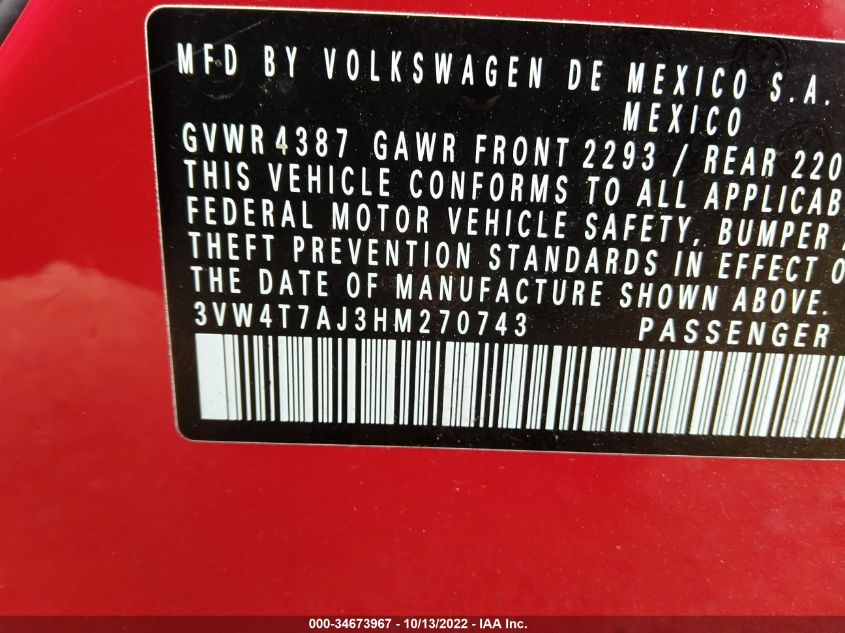 MFD BY VOLKSWAGEN DE MEXICO S.A.
MEXICO
GVWR 4387 GAWR FRONT 2293 / REAR 220
THIS VEHICLE CONFORMS TO ALL APPLICAB
FEDERAL MOTOR VEHICLE SAFETY, BUMPER A
THEFT PREVENTION STANDARDS IN EFFECT O
THE DATE OF MANUFACTURE SHOWN ABOVE.
3VW4T7AJ3HM270743 PASSENGER
000-34673967 - 10/13/2022 - IAA Inc.